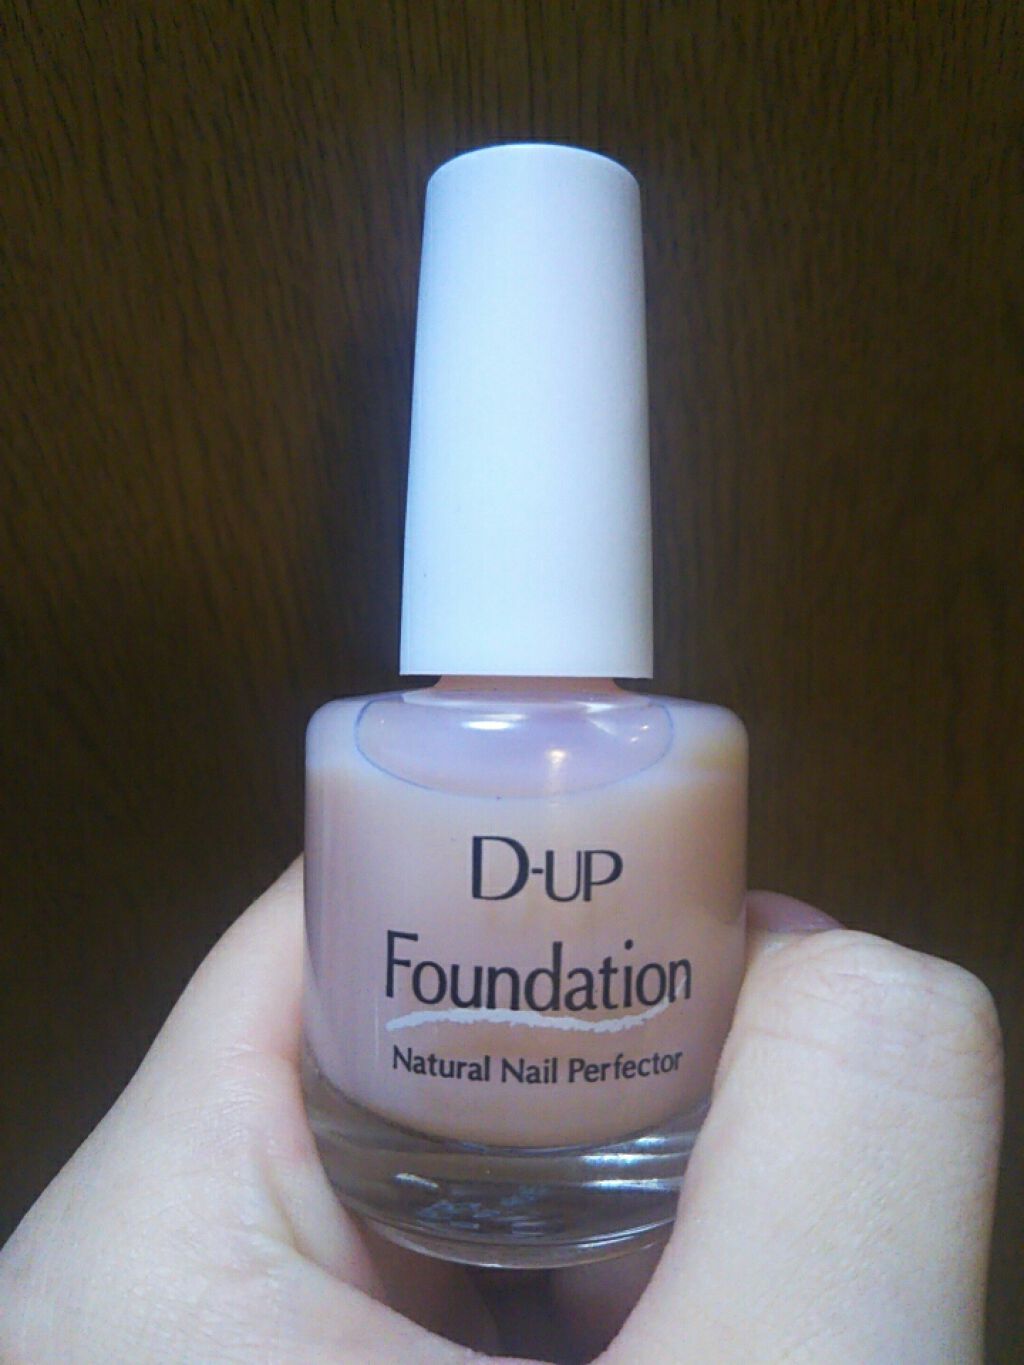 D-UP
Foundation
Natural Nail Perfector